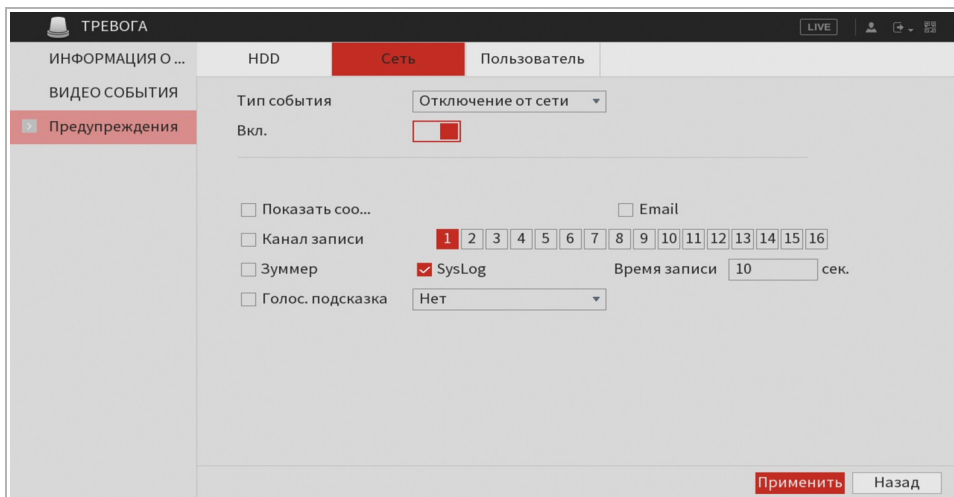 ТРЕВОГА LIVE
ИНФОРМАЦИЯ О ... HDD Сеть Пользователь
ВИДЕО СОБЫТИЯ
Предупреждения
Тип события Отключение от сети
Вкл.
Показать соо... Email
Канал записи 1 2 3 4 5 6 7 8 9 10 11 12 13 14 15 16
Зуммер SysLog Время записи 10 сек.
Голос. подсказка Нет
Применить Назад